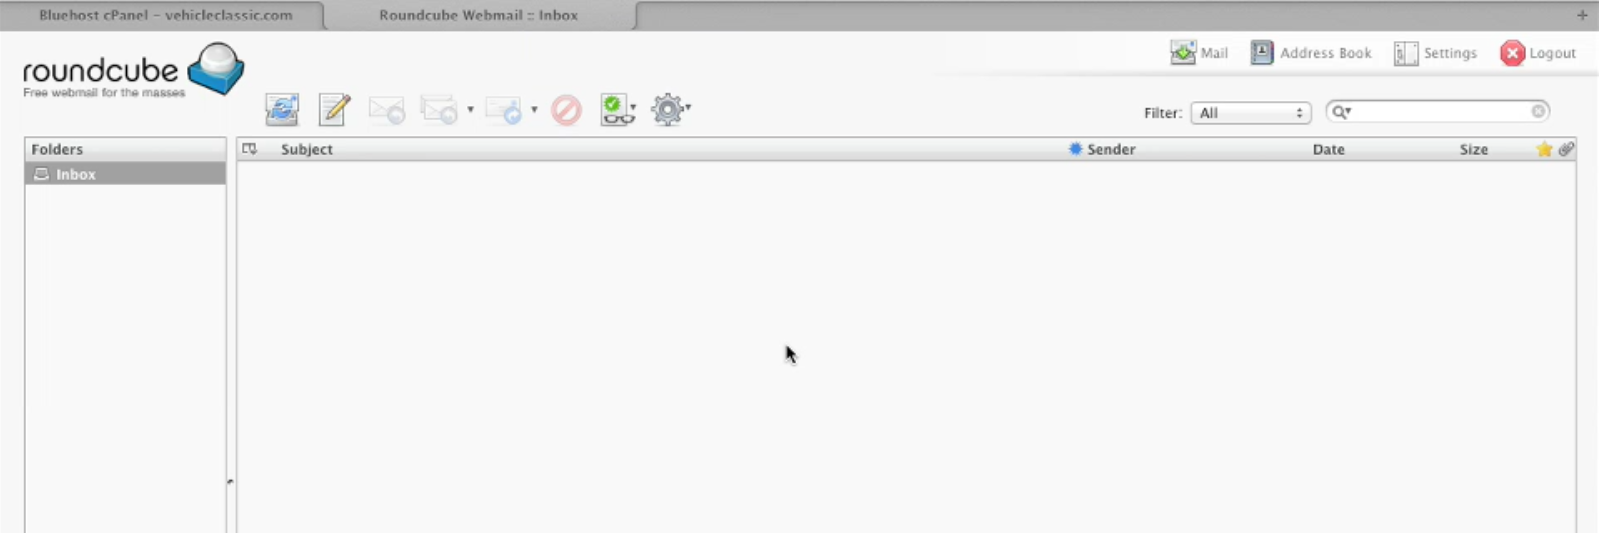 Bluehost cPanel – vehicleclassic.com
Roundcube Webmail :: Inbox
+
roundcube
Free webmail for the masses
Mail
Address Book
Settings
Logout
Filter: All
Folders
Subject
Sender
Date
Size
Inbox